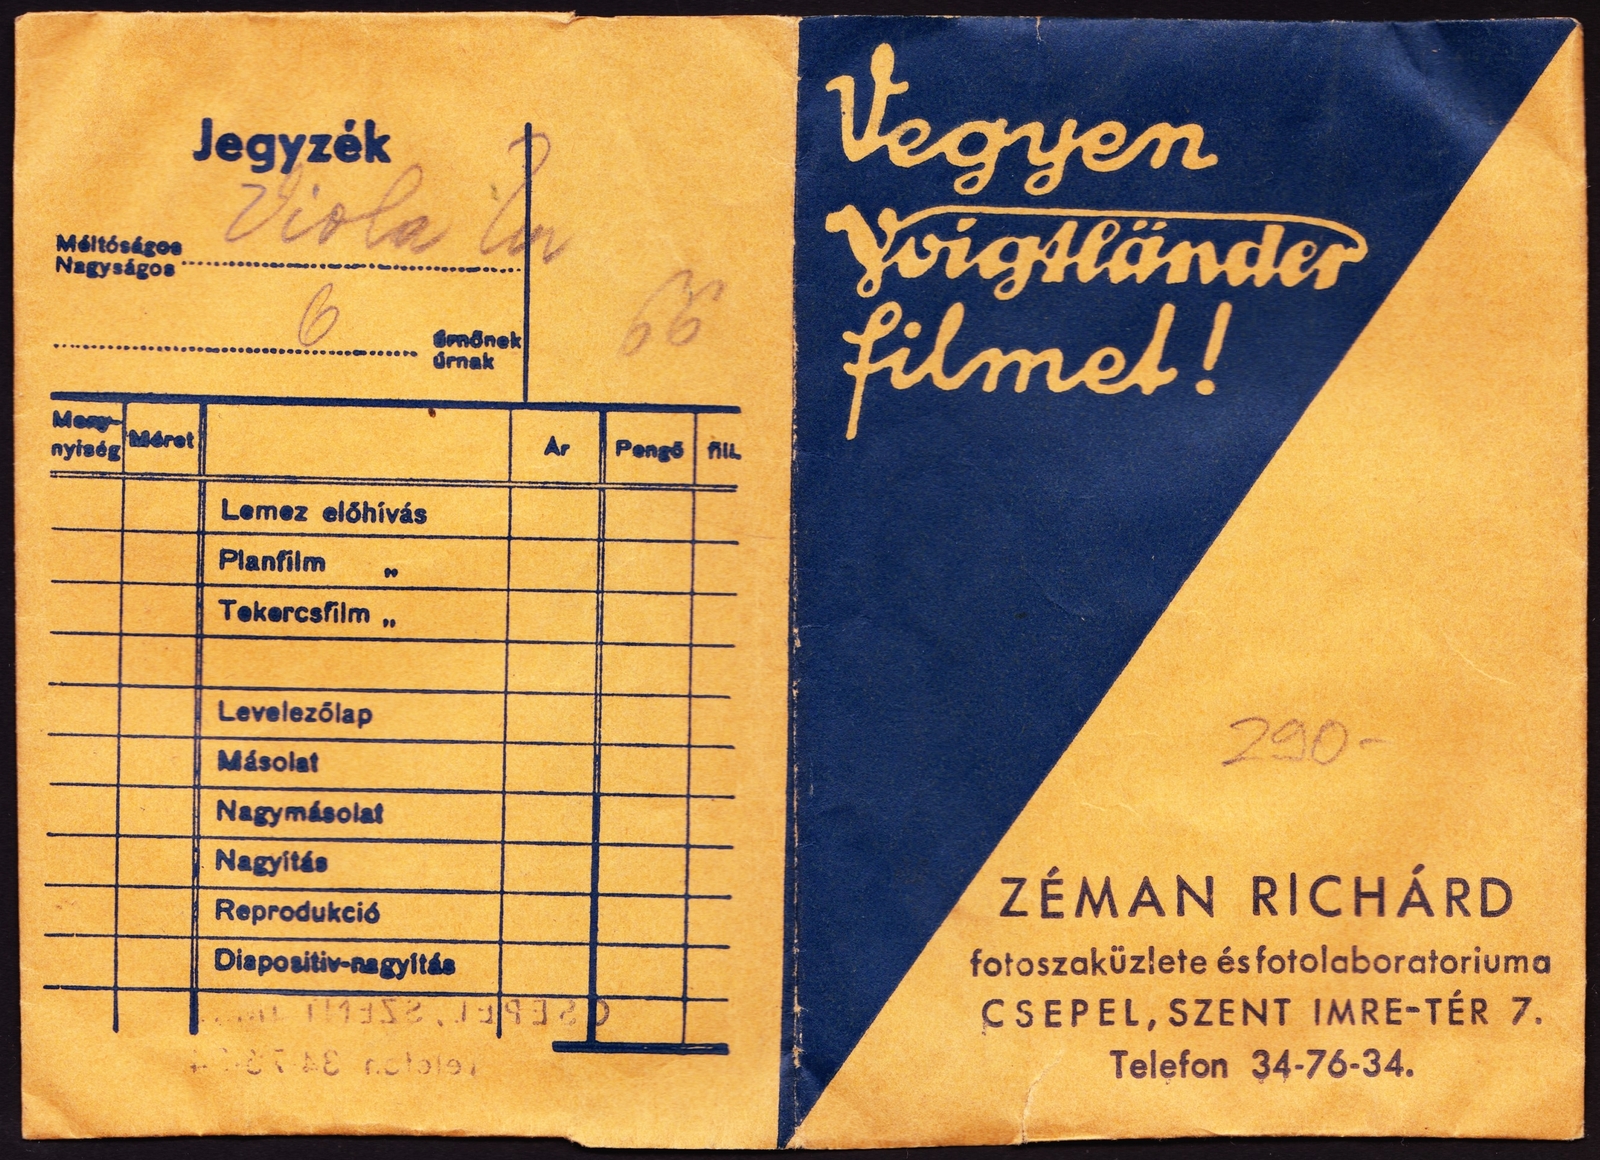 Jegyzék
Viola
Méltóságos
Nagyságos
6
66
úrnőnek
úrnak
Meny-
nyiség
Méret
Ár
Pengő
fill.
Lemez előhívás
Planfilm „
Tekercsfilm „
Levelezőlap
Másolat
Nagymásolat
Nagyítás
Reprodukció
Diapositiv-nagyítás
Vegyen
Voigtländer
filmet!
290-
ZÉMAN RICHÁRD
fotoszaküzlete és fotolaboratoriuma
CSEPEL, SZENT IMRE-TÉR 7.
Telefon 34-76-34.